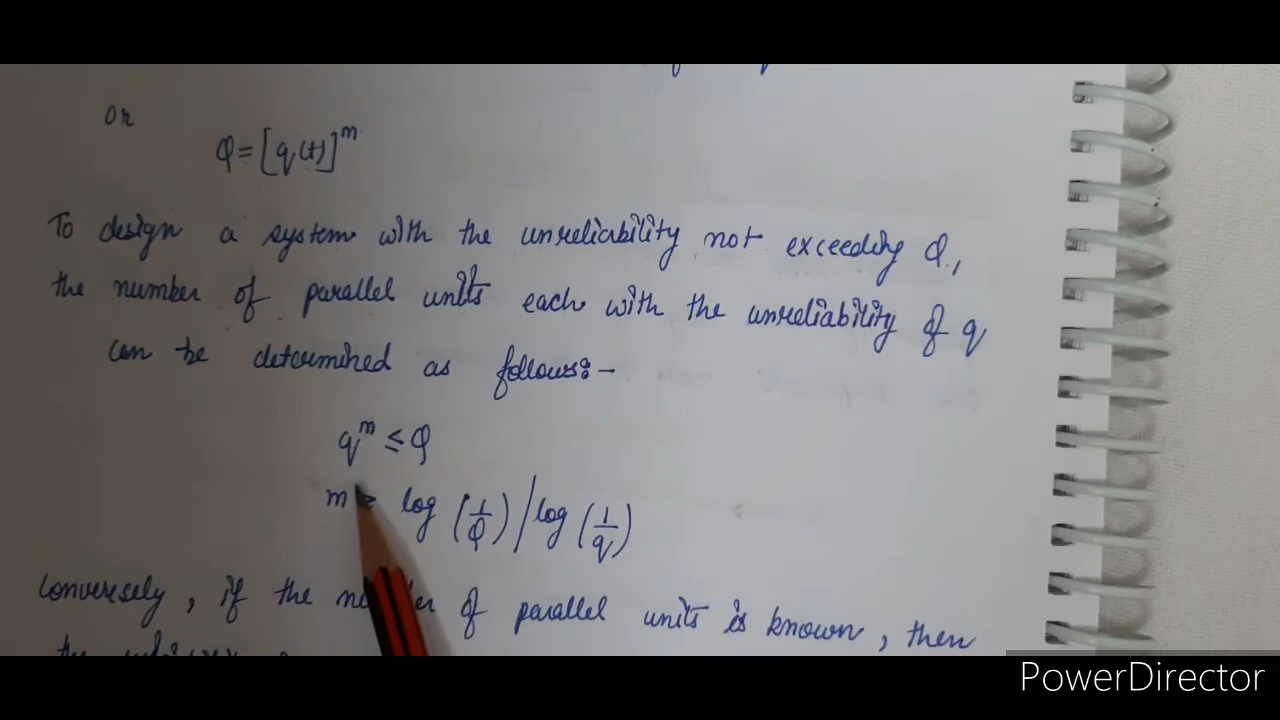 or
Q = [q(t)]^m
To design a system with the unreliability not exceeding Q,
the number of parallel units each with the unreliability of q
can be determined as follows:-
q^m ≤ Q
m log (1/Q) / log (1/q)
Conversely, if the of parallel units is known, then
PowerDirector